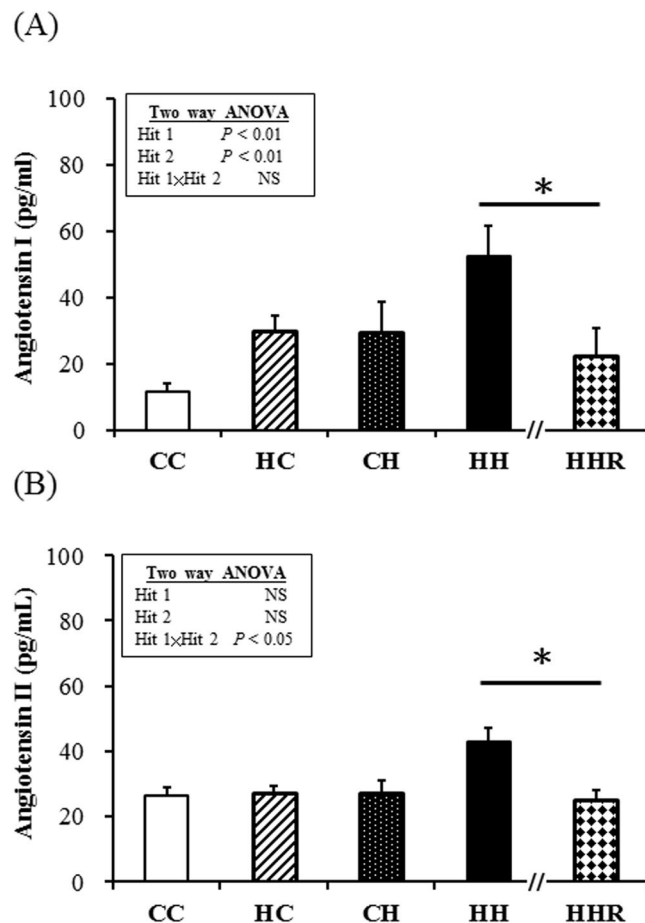 (A)
Angiotensin I (pg/ml)
100
80
60
40
20
0
Two way ANOVA
Hit 1 P < 0.01
Hit 2 P < 0.01
Hit 1×Hit 2 NS
*
//
CC HC CH HH HHR
(B)
Angiotensin II (pg/mL)
100
80
60
40
20
0
Two way ANOVA
Hit 1 NS
Hit 2 NS
Hit 1×Hit 2 P < 0.05
*
//
CC HC CH HH HHR